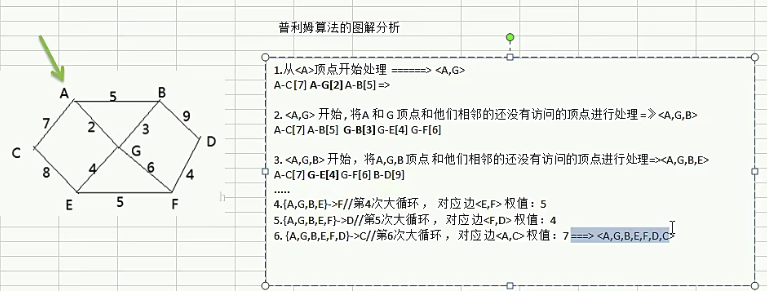 普利姆算法的图解分析
1.从<A>顶点开始处理 ======> <A,G>
A-C[7] A-G[2] A-B[5] =>
2. <A,G> 开始 , 将A 和 G 顶点和他们相邻的还没有访问的顶点进行处理 =》<A,G,B>
A-C[7] A-B[5] G-B[3] G-E[4] G-F[6]
3. <A,G,B> 开始，将A,G,B 顶点和他们相邻的还没有访问的顶点进行处理=><A,G,B,E>
A-C[7] G-E[4] G-F[6] B-D[9]
.....
4.{A,G,B,E}->F//第4次大循环 ， 对应边<E,F> 权值：5
5.{A,G,B,E,F}->D//第5次大循环 ， 对应边<F,D> 权值：4
6. {A,G,B,E,F,D}->C//第6次大循环 ， 对应边<A,C> 权值：7 ===> <A,G,B,E,F,D,C>
A
5
B
7
2
3
9
C
G
D
8
4
6
4
E
5
F